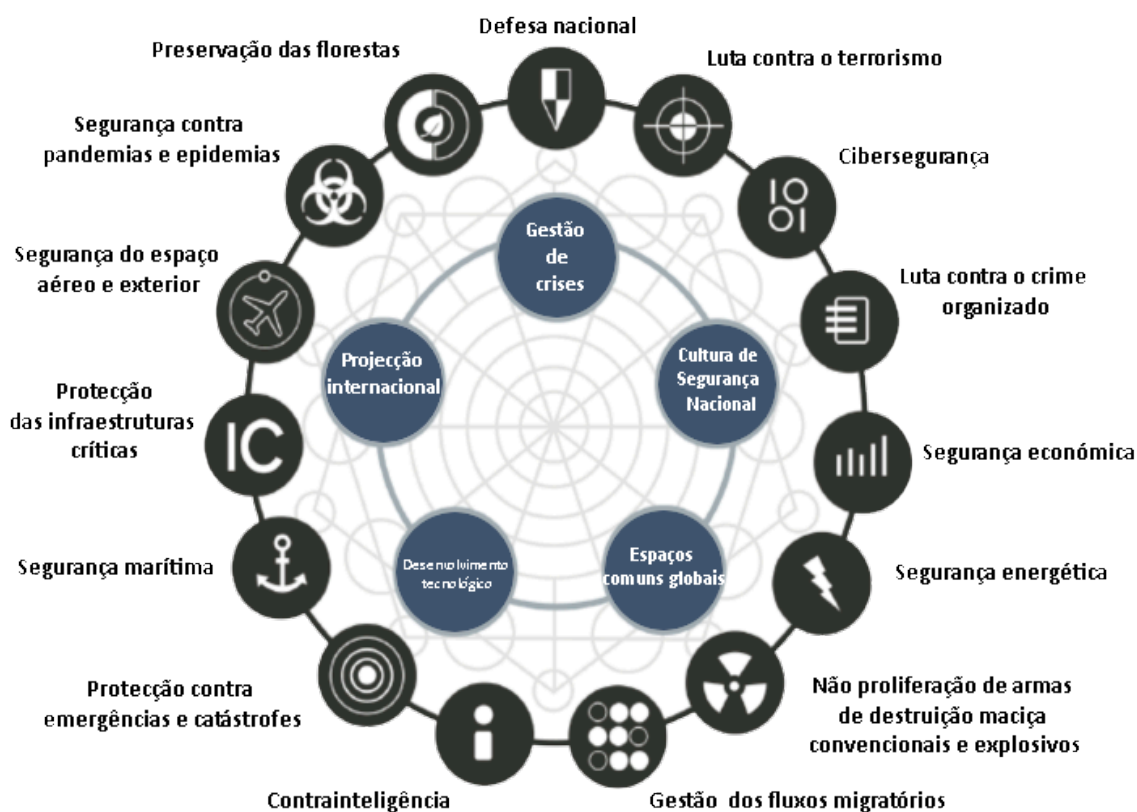 Defesa nacional
Luta contra o terrorismo
Cibersegurança
Luta contra o crime
organizado
Segurança económica
Segurança energética
Não proliferação de armas
de destruição maciça
convencionais e explosivos
Gestão dos fluxos migratórios
Contrainteligência
Protecção contra
emergências e catástrofes
Segurança marítima
Protecção
das infraestruturas
críticas
Segurança do espaço
aéreo e exterior
Segurança contra
pandemias e epidemias
Preservação das florestas
IO
OI
IC
Gestão
de
crises
Cultura de
Segurança
Nacional
Espaços
comuns globais
Desenvolvimento
tecnológico
Projecção
internacional